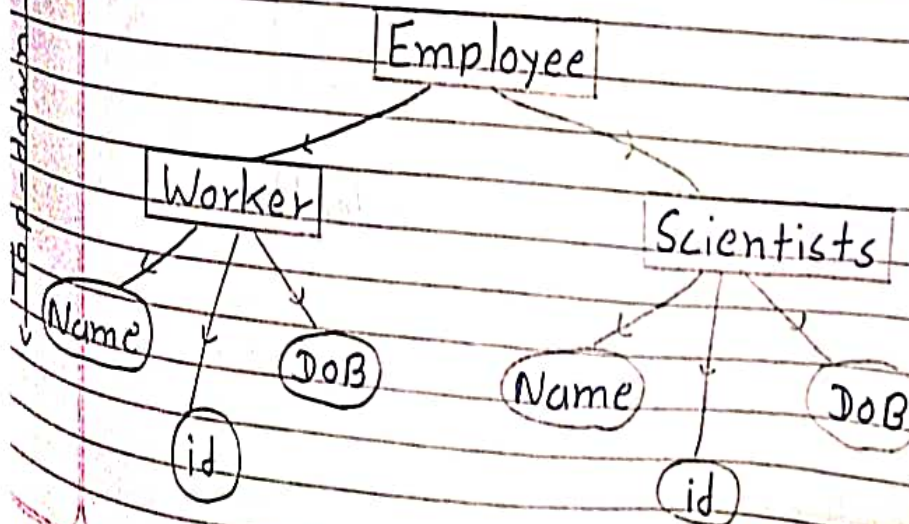 Employee
Worker
Scientists
Top-down
Name
DoB
Name
DoB
id
id